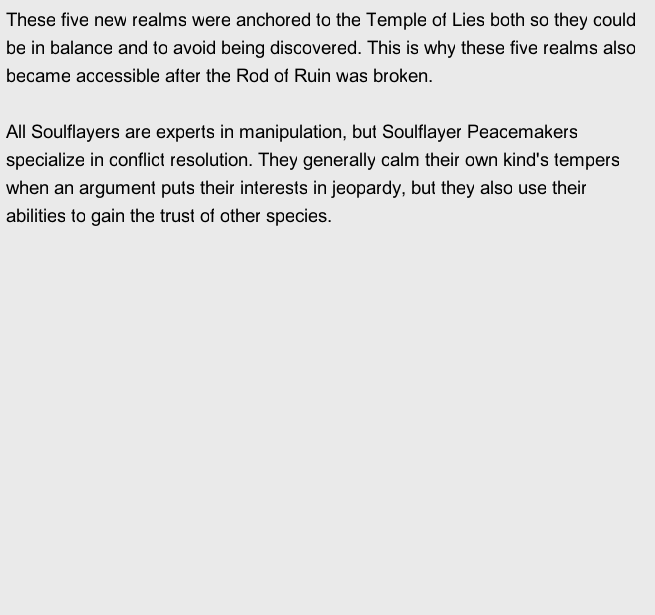 These five new realms were anchored to the Temple of Lies both so they could
be in balance and to avoid being discovered. This is why these five realms also
became accessible after the Rod of Ruin was broken.
All Soulflayers are experts in manipulation, but Soulflayer Peacemakers
specialize in conflict resolution. They generally calm their own kind's tempers
when an argument puts their interests in jeopardy, but they also use their
abilities to gain the trust of other species.